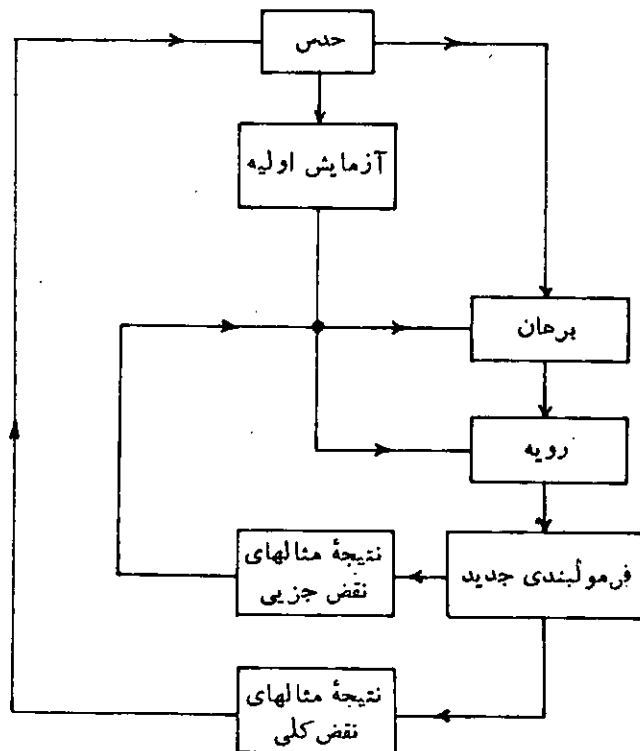 حدس
آزمایش اولیه
برهان
رویه
فرمولبندی جدید
نتیجهٔ مثالهای
نقض جزیی
نتیجهٔ مثالهای
نقض کلی